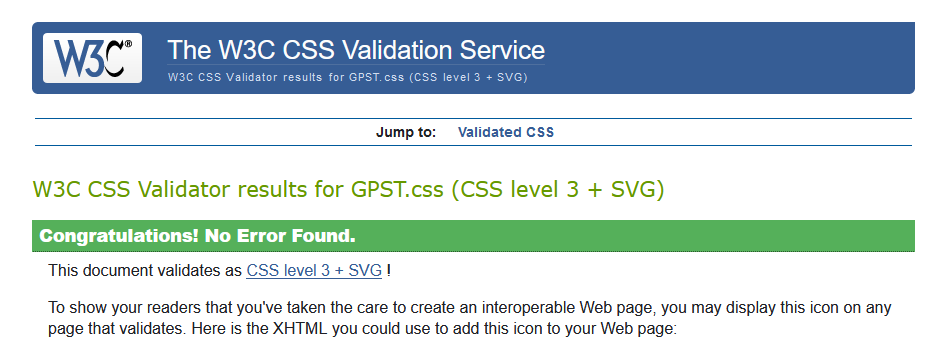 W3C®
The W3C CSS Validation Service
W3C CSS Validator results for GPST.css (CSS level 3 + SVG)
Jump to: Validated CSS
W3C CSS Validator results for GPST.css (CSS level 3 + SVG)
Congratulations! No Error Found.
This document validates as CSS level 3 + SVG !
To show your readers that you've taken the care to create an interoperable Web page, you may display this icon on any
page that validates. Here is the XHTML you could use to add this icon to your Web page: